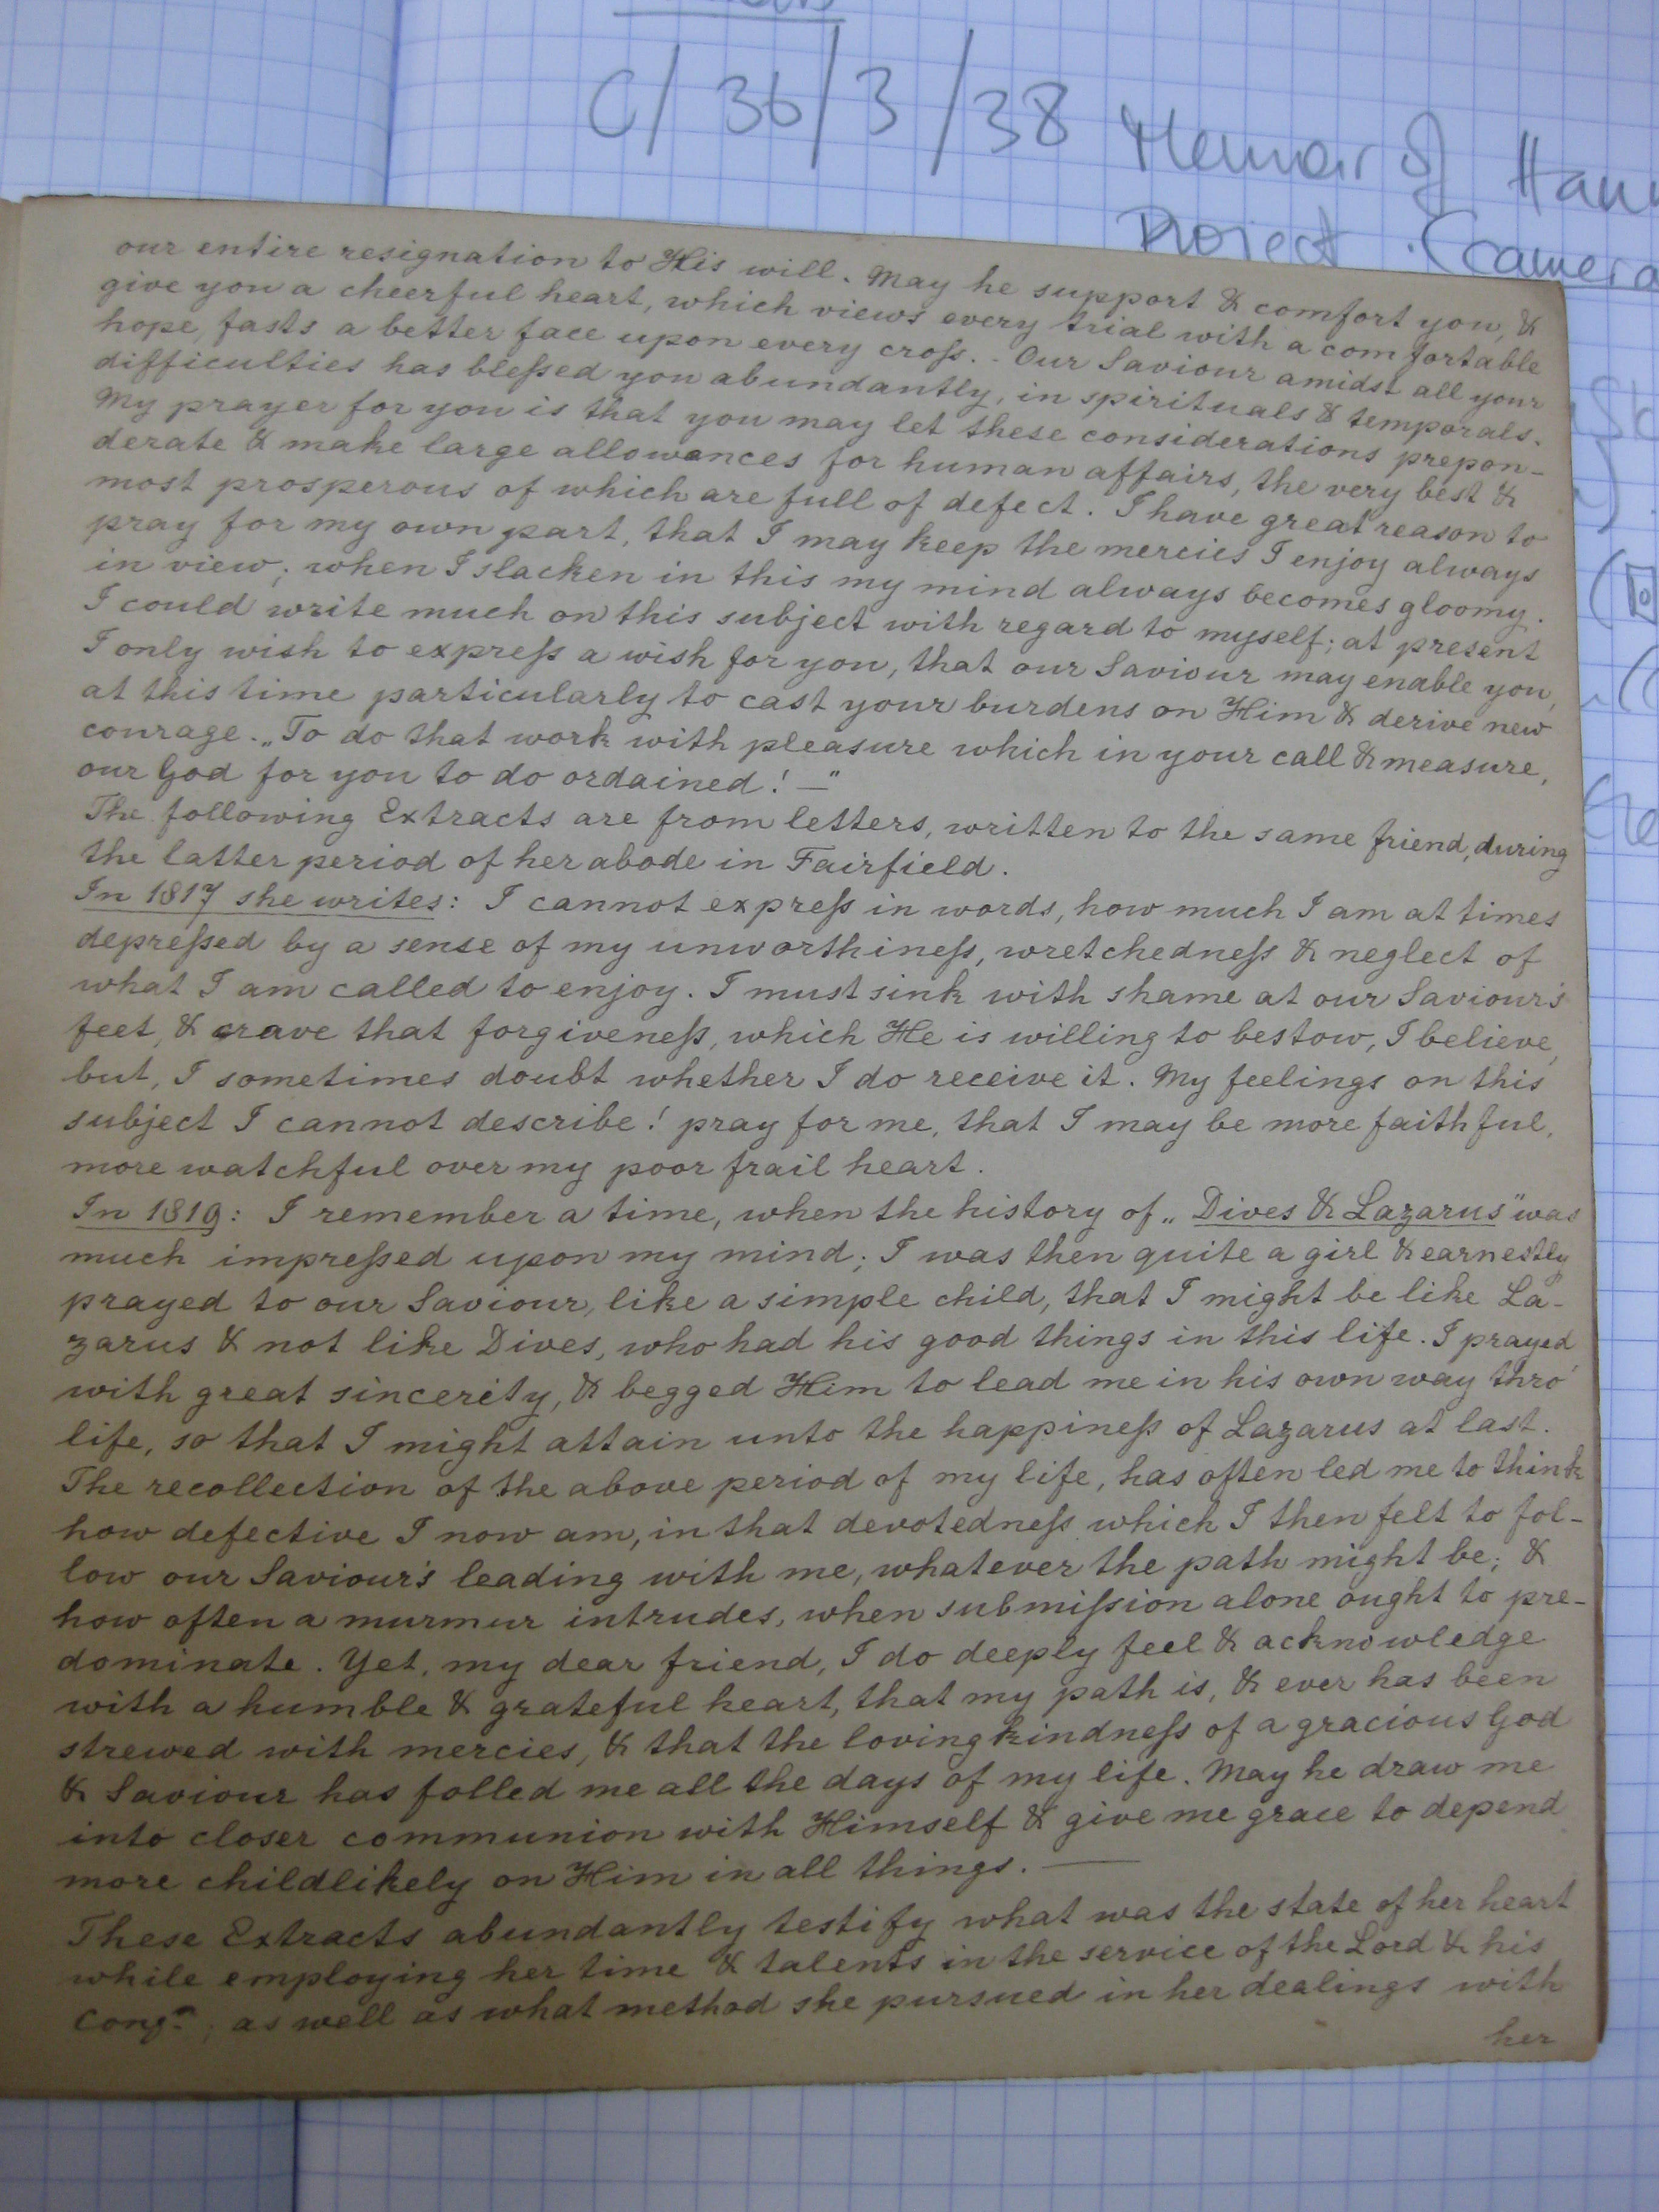 C/36/3/38 Memoir of Han
Project (camera
our entire resignation to His will. May he support & comfort you, &
give you a cheerful heart, which views every trial with a comfortable
hope, fasts a better face upon every croſs. - Our Saviour amidst all your
difficulties has bleſsed you abundantly, in spirituals & temporals.
My prayer for you is that you may let these considerations prepon-
derate & make large allowances for human affairs, the very best &
most prosperous of which are full of defect. I have great reason to
pray for my own part, that I may keep the mercies I enjoy always
in view; when I slacken in this my mind always becomes gloomy.
I could write much on this subject with regard to myself; at present
I only wish to expreſs a wish for you, that our Saviour may enable you,
at this time particularly to cast your burdens on Him & derive new
courage. „To do that work with pleasure which in your call & measure,
our God for you to do ordained! —"
The following Extracts are from letters, written to the same friend, during
the latter period of her abode in Fairfield.
In 1817 she writes: I cannot expreſs in words, how much I am at times
depreſsed by a sense of my unworthineſs, wretchedneſs & neglect of
what I am called to enjoy. I must sink with shame at our Saviour's
feet, & crave that forgiveneſs, which He is willing to bestow, I believe,
but, I sometimes doubt whether I do receive it. My feelings on this
subject I cannot describe! pray for me, that I may be more faithful,
more watchful over my poor frail heart.
In 1819: I remember a time, when the history of „Dives & Lazarus" was
much impreſsed upon my mind; I was then quite a girl & earnestly
prayed to our Saviour, like a simple child, that I might be like La-
zarus & not like Dives, who had his good things in this life. I prayed
with great sincerity, & begged Him to lead me in his own way thro'
life, so that I might attain unto the happineſs of Lazarus at last.
The recollection of the above period of my life, has often led me to think
how defective I now am, in that devotedneſs which I then felt to fol-
low our Saviour's leading with me, whatever the path might be; &
how often a murmur intrudes, when submiſsion alone ought to pre-
dominate. Yet, my dear friend, I do deeply feel & acknowledge
with a humble & grateful heart, that my path is, & ever has been
strewed with mercies, & that the lovingkindneſs of a gracious God
& Saviour has folled me all the days of my life. May he draw me
into closer communion with Himself & give me grace to depend
more childlikely on Him in all things. —
These Extracts abundantly testify what was the state of her heart
while employing her time & talents in the service of the Lord & his
Congn; as well as what method she pursued in her dealings with
her